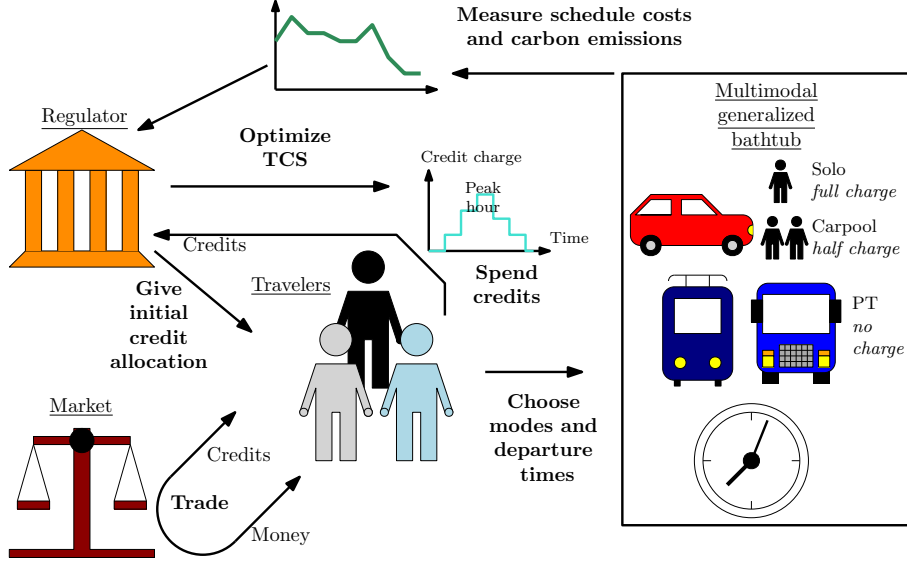 Measure schedule costs
and carbon emissions
Regulator
Optimize
TCS
Credit charge
Peak
hour
Time
Credits
Spend
credits
Travelers
Give
initial
credit
allocation
Market
Credits
Trade
Money
Choose
modes and
departure
times
Multimodal
generalized
bathtub
Solo
full charge
Carpool
half charge
PT
no
charge